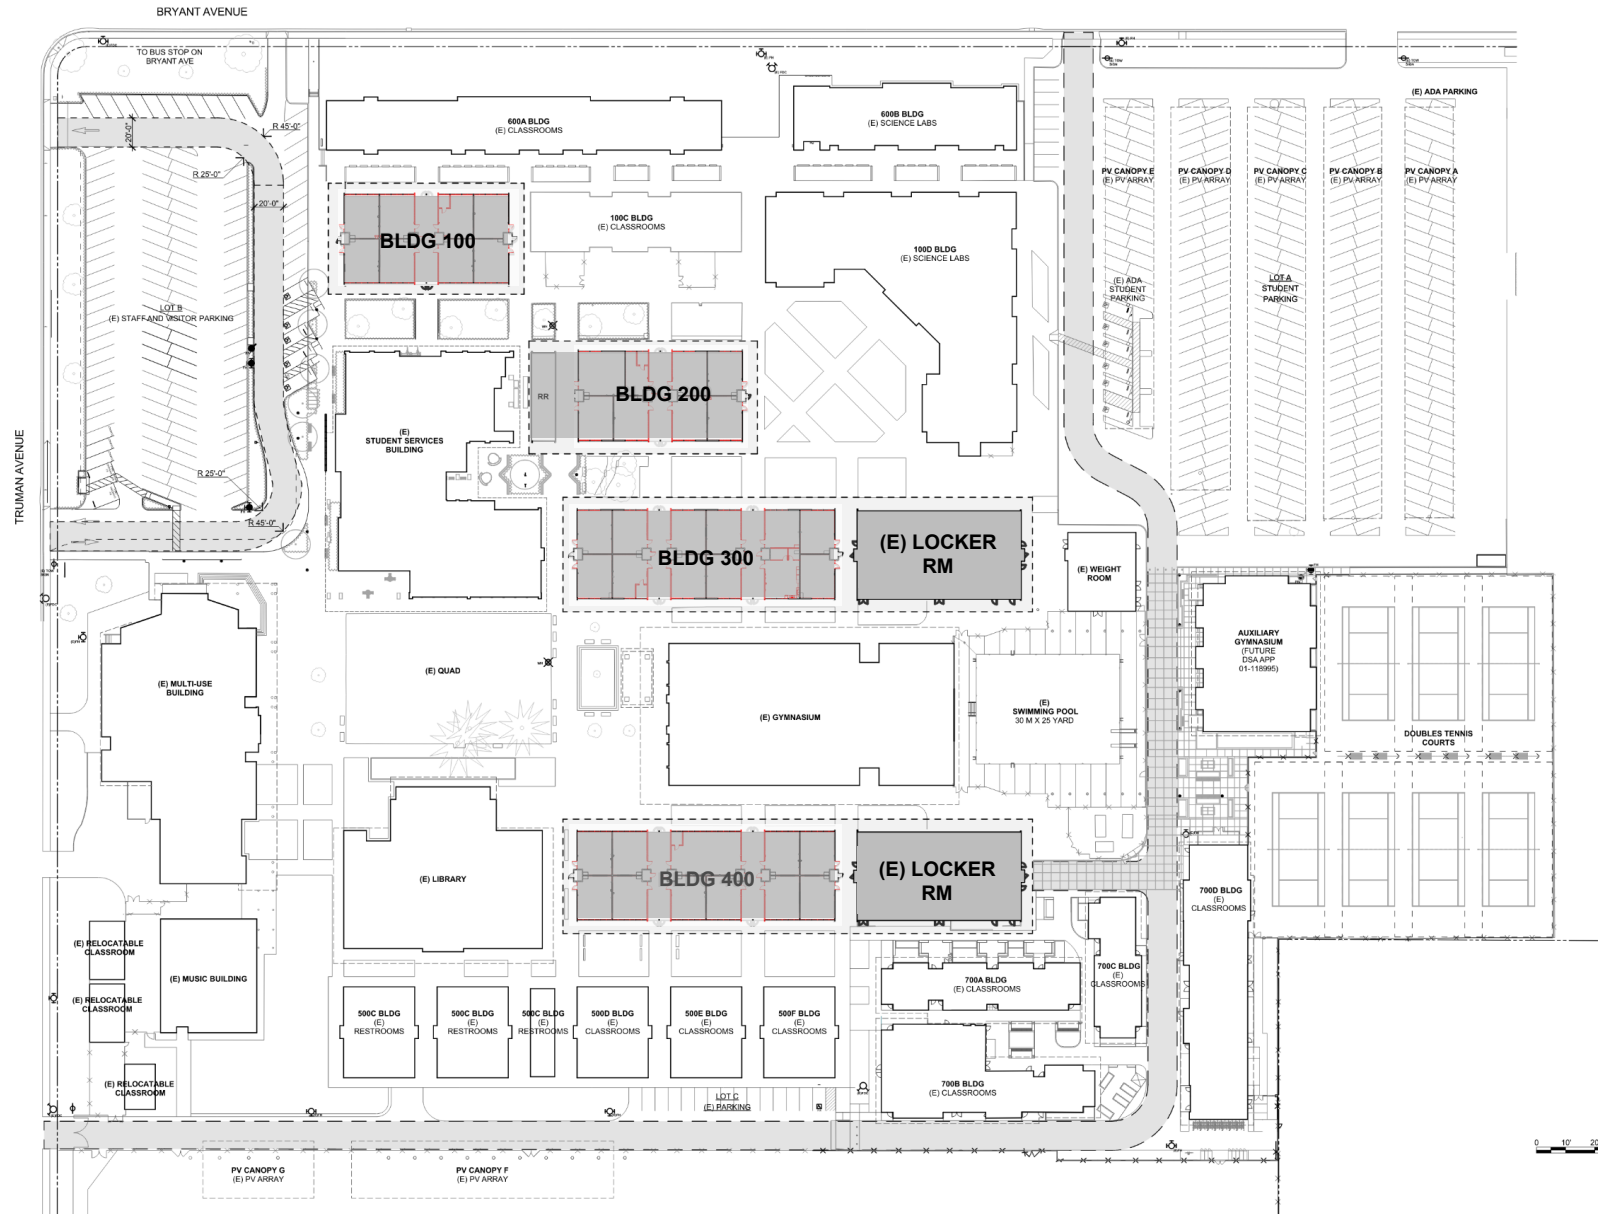 BRYANT AVENUE
TO BUS STOP ON
BRYANT AVE
(E) ADA PARKING
600A BLDG
(E) CLASSROOMS
600B BLDG
(E) SCIENCE LABS
20'-0"
R 45'-0"
R 25'-0"
20'-0"
PV CANOPY E
(E) PV ARRAY
PV CANOPY D
(E) PV ARRAY
PV CANOPY C
(E) PV ARRAY
PV CANOPY B
(E) PV ARRAY
PV CANOPY A
(E) PV ARRAY
BLDG 100
100C BLDG
(E) CLASSROOMS
100D BLDG
(E) SCIENCE LABS
(E) ADA
STUDENT
PARKING
LOT A
STUDENT
PARKING
LOT B
(E) STAFF AND VISITOR PARKING
RR
BLDG 200
(E)
STUDENT SERVICES
BUILDING
TRUMAN AVENUE
R 25'-0"
R 45'-0"
BLDG 300
(E) LOCKER
RM
(E) WEIGHT
ROOM
AUXILIARY
GYMNASIUM
(FUTURE
DSA APP
01-118995)
(E) MULTI-USE
BUILDING
(E) QUAD
(E) GYMNASIUM
(E)
SWIMMING POOL
30 M X 25 YARD
DOUBLES TENNIS
COURTS
(E) LIBRARY
BLDG 400
(E) LOCKER
RM
700D BLDG
(E)
CLASSROOMS
(E) RELOCATABLE
CLASSROOM
(E) MUSIC BUILDING
(E) RELOCATABLE
CLASSROOM
(E) RELOCATABLE
CLASSROOM
700A BLDG
(E) CLASSROOMS
700C BLDG
(E)
CLASSROOMS
500C BLDG
(E)
RESTROOMS
500C BLDG
(E)
RESTROOMS
500C BLDG
(E)
RESTROOMS
500D BLDG
(E)
CLASSROOMS
500E BLDG
(E)
CLASSROOMS
500F BLDG
(E)
CLASSROOMS
700B BLDG
(E) CLASSROOMS
LOT C
(E) PARKING
0 10' 20
PV CANOPY G
(E) PV ARRAY
PV CANOPY F
(E) PV ARRAY